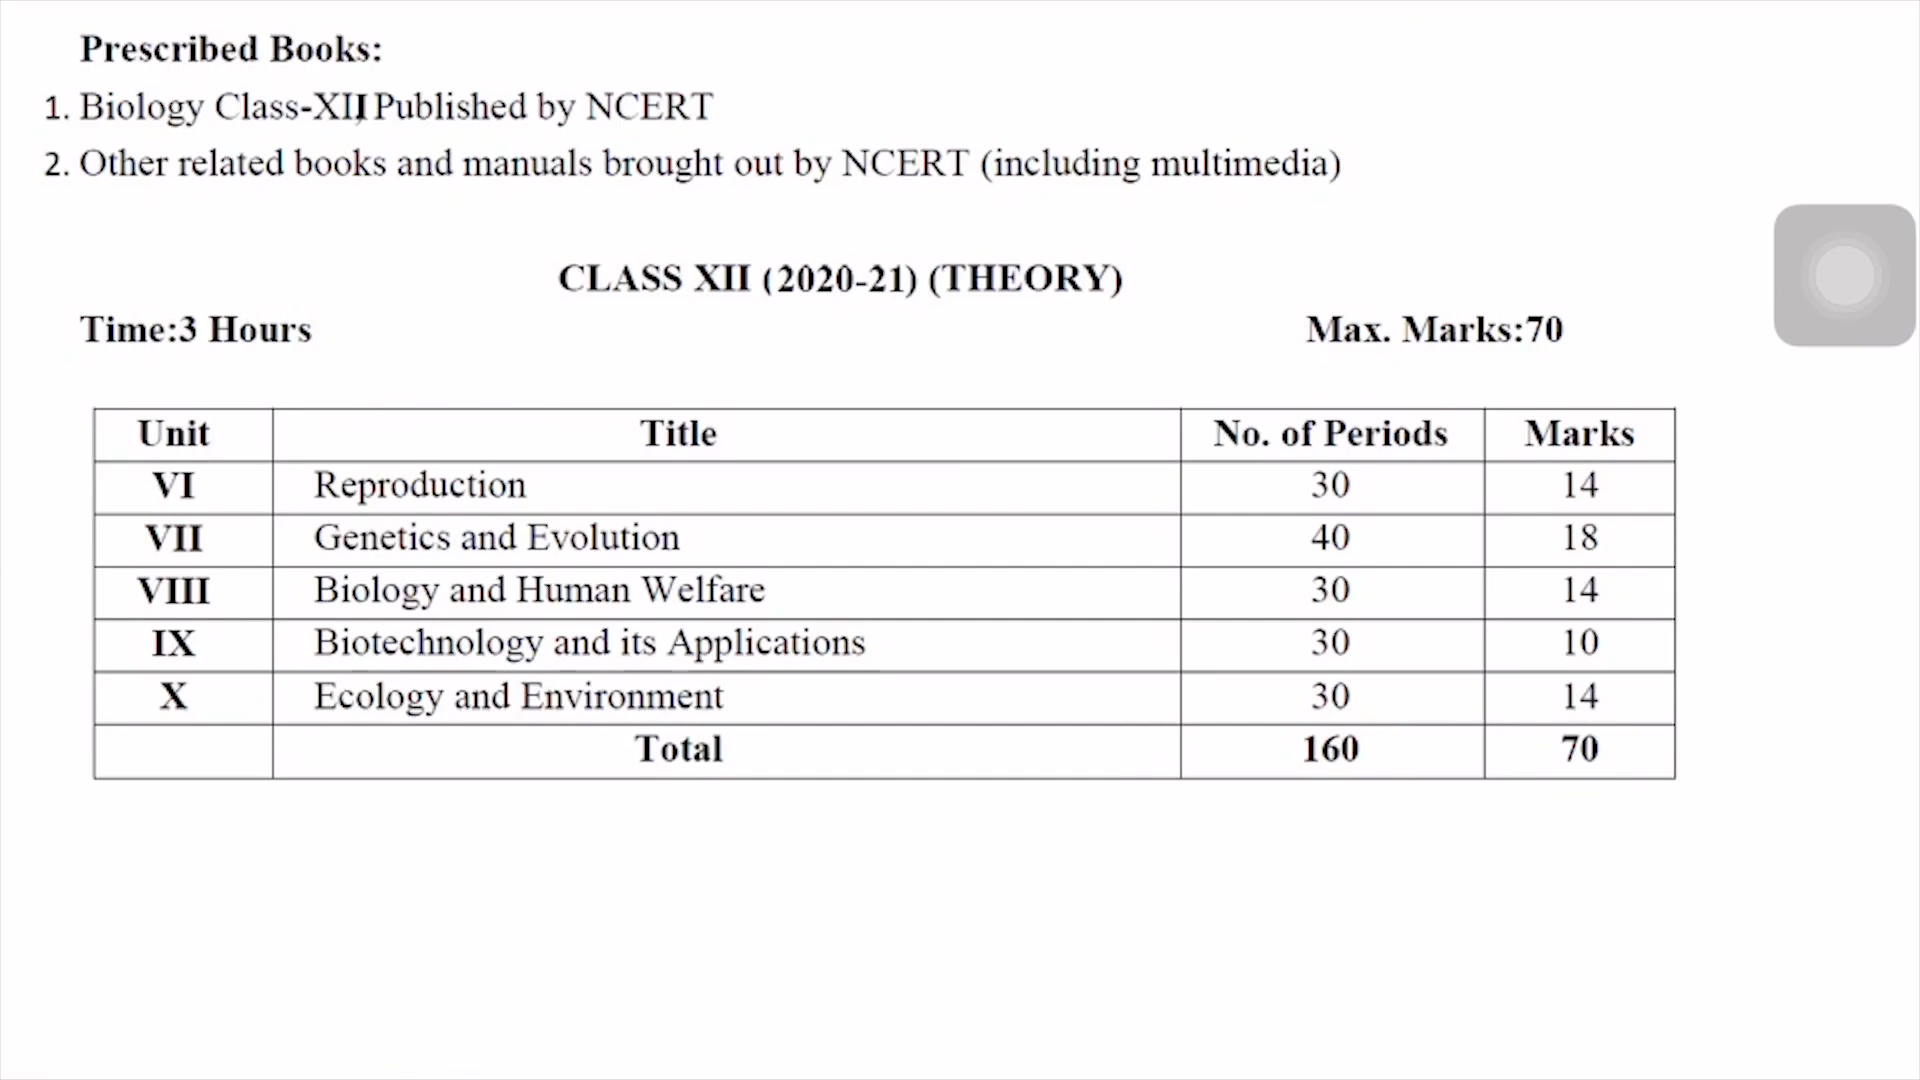 Prescribed Books:
1. Biology Class-XII, Published by NCERT
2. Other related books and manuals brought out by NCERT (including multimedia)
CLASS XII (2020-21) (THEORY)
Time:3 Hours Max. Marks:70
Unit Title No. of Periods Marks
VI Reproduction 30 14
VII Genetics and Evolution 40 18
VIII Biology and Human Welfare 30 14
IX Biotechnology and its Applications 30 10
X Ecology and Environment 30 14
Total 160 70